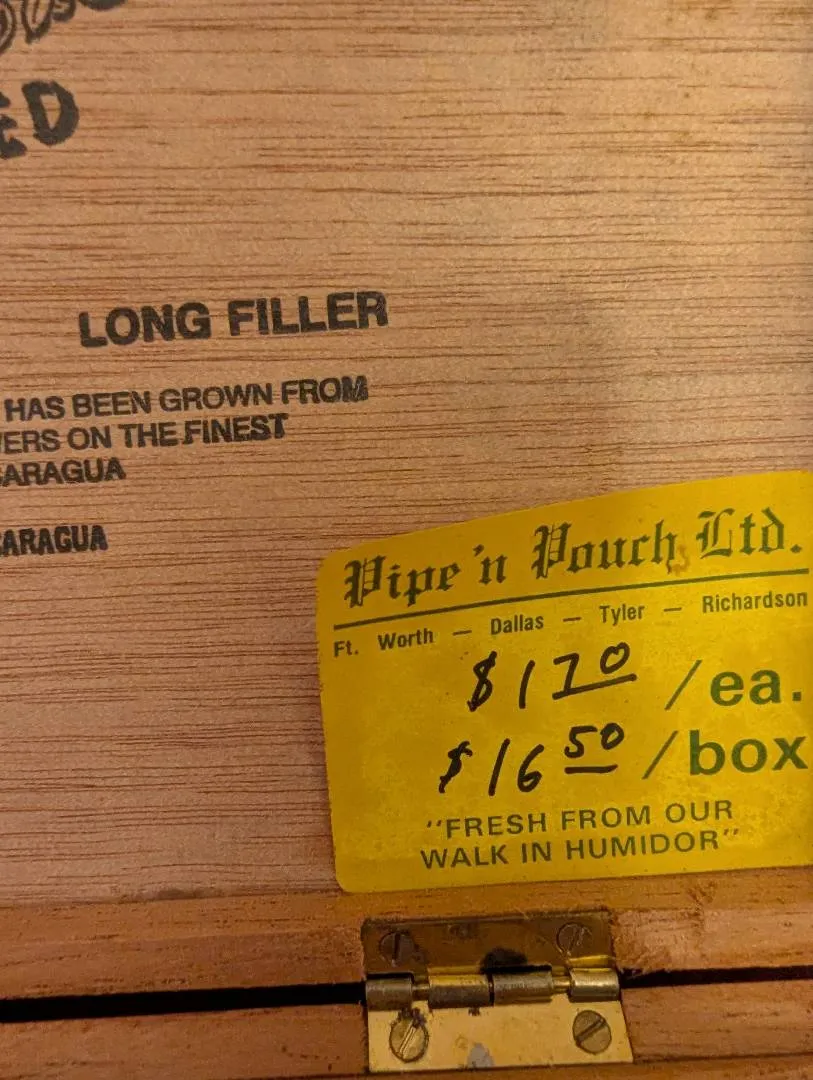 ED
LONG FILLER
HAS BEEN GROWN FROM
ERS ON THE FINEST
ARAGUA
ARAGUA
Pipe 'n Pouch Ltd.
Ft. Worth — Dallas — Tyler — Richardson
$1 70 /ea.
$16 50 /box
"FRESH FROM OUR
WALK IN HUMIDOR"